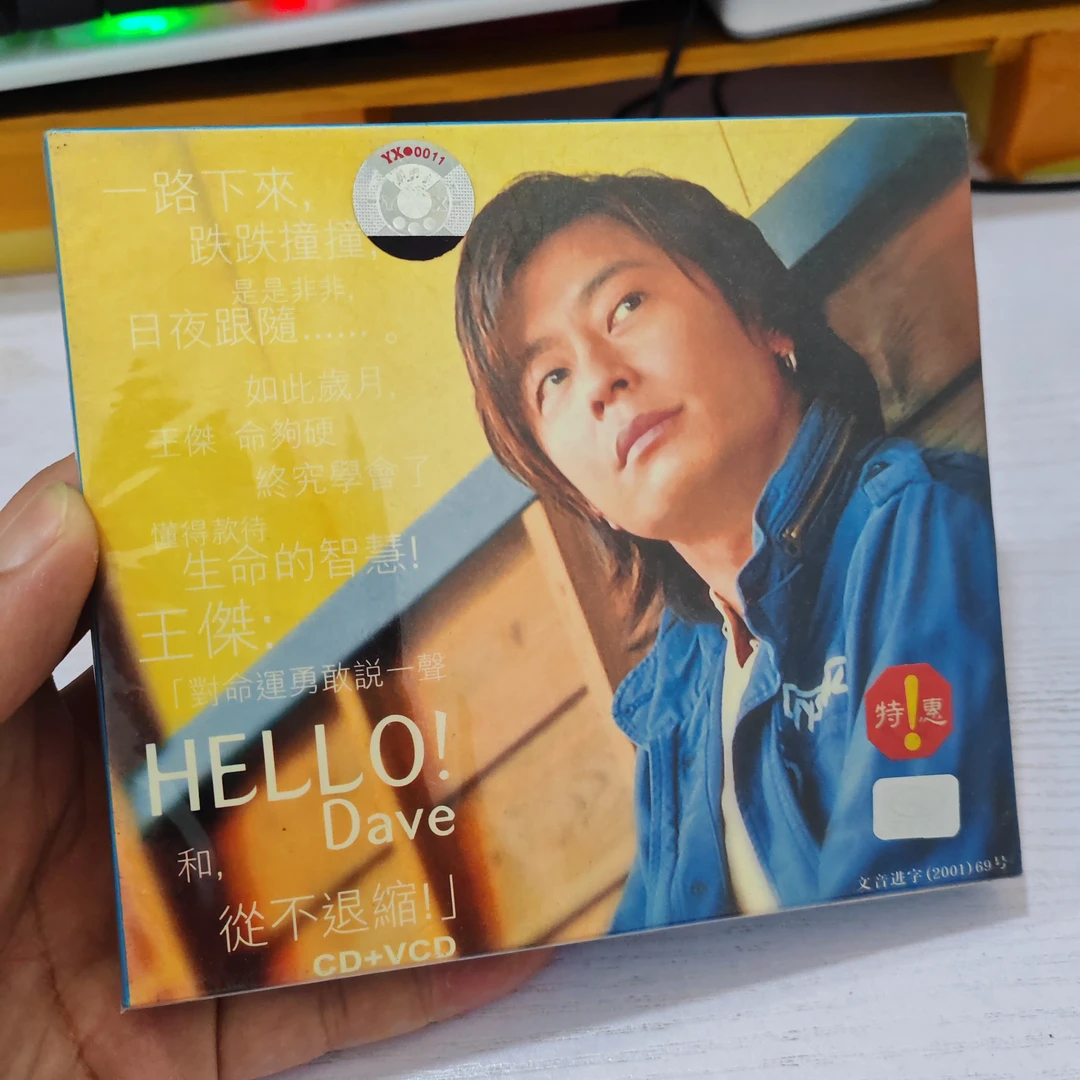 YX●0011
一路下來,
跌跌撞撞,
是是非非,
日夜跟隨...... 。
如此歲月,
王傑 命夠硬
終究學會了
懂得款待
生命的智慧!
王傑:
「對命運勇敢説一聲
HELLO!
Dave
和,
從不退縮!」
CD+VCD
特!惠
文音进字(2001)69号